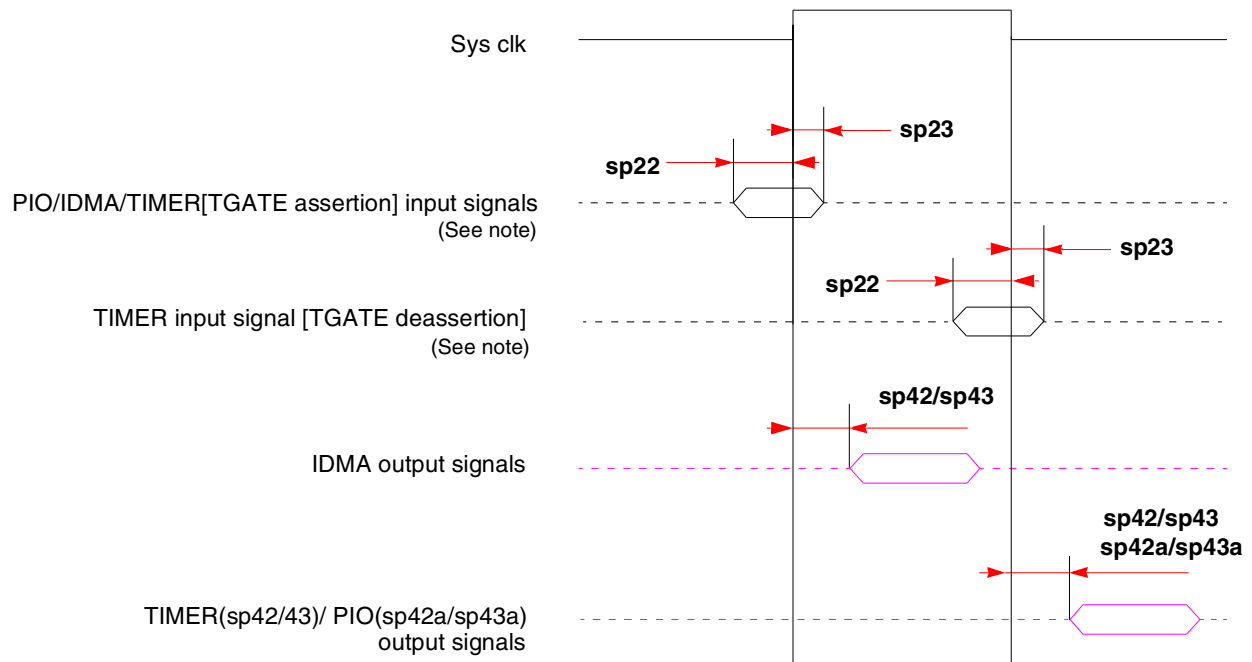 Sys clk
sp23
sp22
PIO/IDMA/TIMER[TGATE assertion] input signals
(See note)
sp23
sp22
TIMER input signal [TGATE deassertion]
(See note)
sp42/sp43
IDMA output signals
sp42/sp43
sp42a/sp43a
TIMER(sp42/43)/ PIO(sp42a/sp43a)
output signals